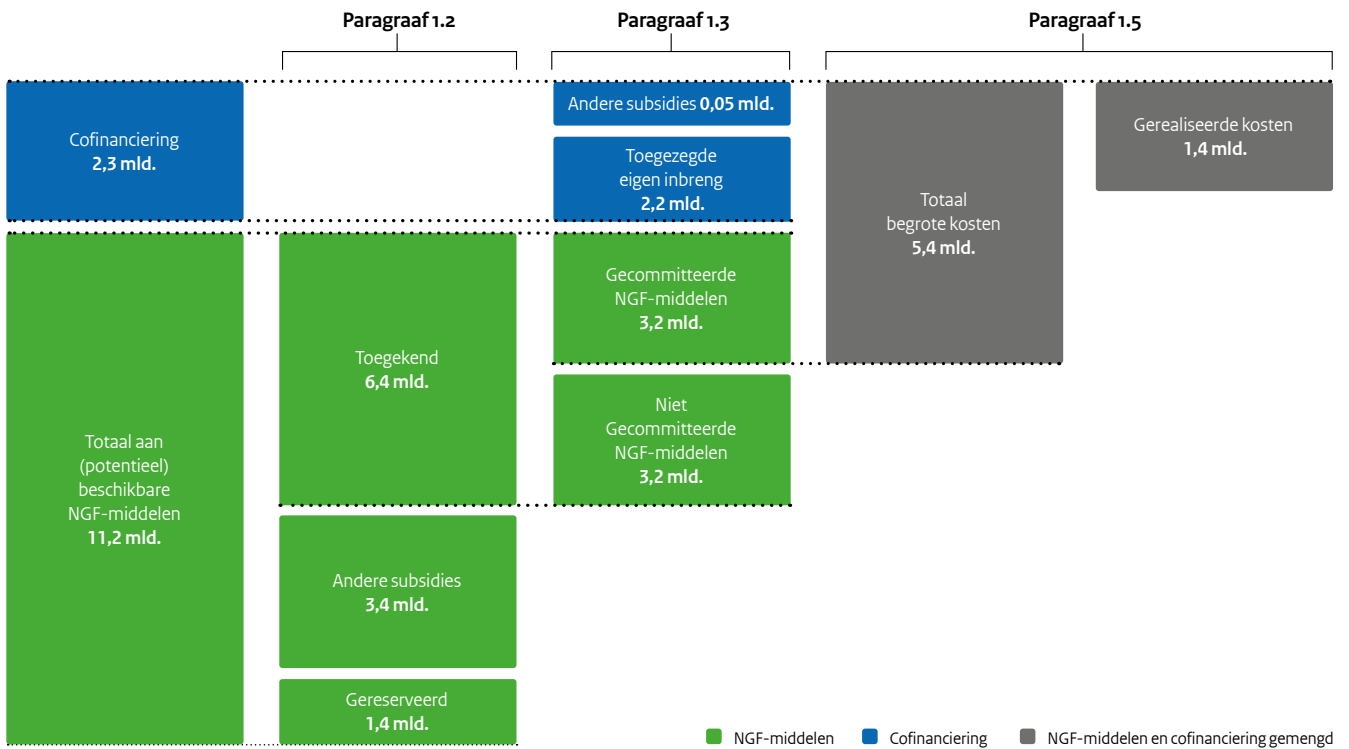 Paragraaf 1.2
Paragraaf 1.3
Paragraaf 1.5
Cofinanciering
2,3 mld.
Totaal aan
(potentieel)
beschikbare
NGF-middelen
11,2 mld.
Toegekend
6,4 mld.
Andere subsidies
3,4 mld.
Gereserveerd
1,4 mld.
Andere subsidies 0,05 mld.
Toegezegde
eigen inbreng
2,2 mld.
Gecommitteerde
NGF-middelen
3,2 mld.
Niet
Gecommitteerde
NGF-middelen
3,2 mld.
Totaal
begrote kosten
5,4 mld.
Gerealiseerde kosten
1,4 mld.
NGF-middelen
Cofinanciering
NGF-middelen en cofinanciering gemengd